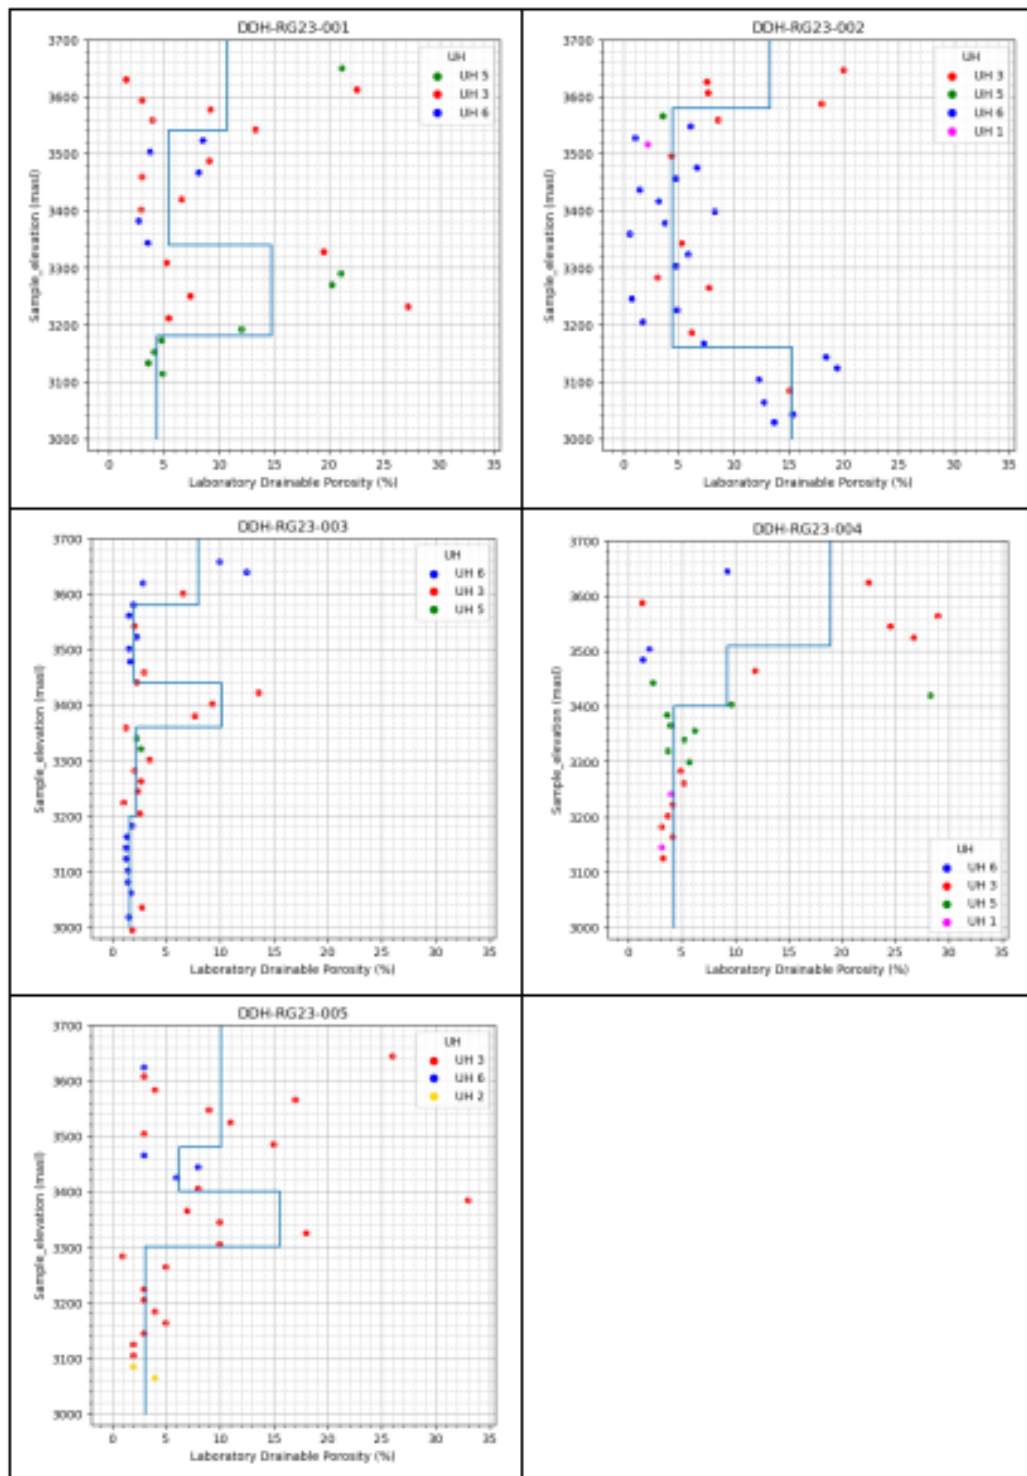 DDH-RG23-001
3700
3600
3500
3400
3300
3200
3100
3000
Sample_elevation (masl)
0 5 10 15 20 25 30 35
Laboratory Drainable Porosity (%)
UH
UH 5
UH 3
UH 6
DDH-RG23-002
3700
3600
3500
3400
3300
3200
3100
3000
Sample_elevation (masl)
0 5 10 15 20 25 30 35
Laboratory Drainable Porosity (%)
UH
UH 3
UH 5
UH 6
UH 1
DDH-RG23-003
3700
3600
3500
3400
3300
3200
3100
3000
Sample_elevation (masl)
0 5 10 15 20 25 30 35
Laboratory Drainable Porosity (%)
UH
UH 6
UH 3
UH 5
DDH-RG23-004
3700
3600
3500
3400
3300
3200
3100
3000
Sample_elevation (masl)
0 5 10 15 20 25 30 35
Laboratory Drainable Porosity (%)
UH
UH 6
UH 3
UH 5
UH 1
DDH-RG23-005
3700
3600
3500
3400
3300
3200
3100
3000
Sample_elevation (masl)
0 5 10 15 20 25 30 35
Laboratory Drainable Porosity (%)
UH
UH 3
UH 6
UH 2